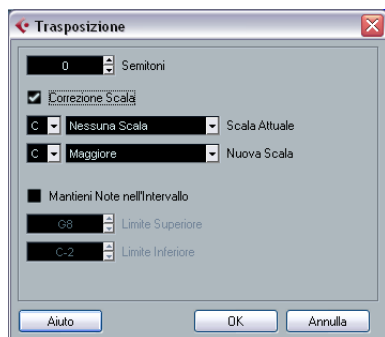 Trasposizione
0 Semitoni
Correzione Scala
C Nessuna Scala Scala Attuale
C Maggiore Nuova Scala
Mantieni Note nell'Intervallo
G8 Limite Superiore
C-2 Limite Inferiore
Aiuto OK Annulla